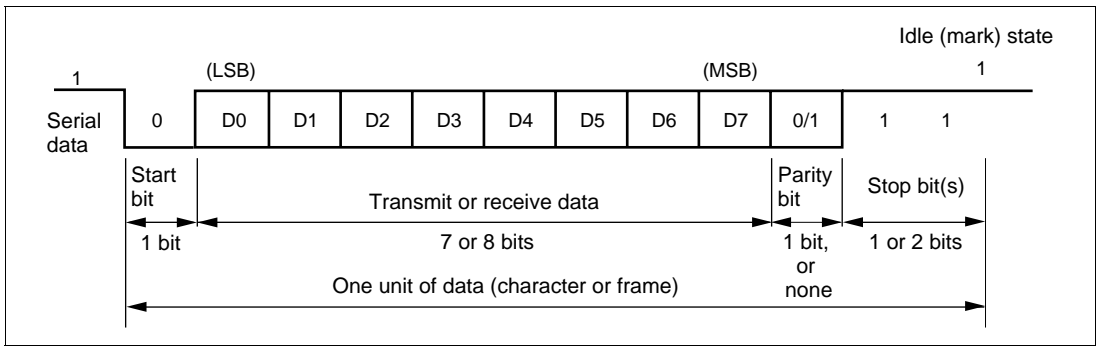 Idle (mark) state
1 (LSB) (MSB) 1
Serial data
0 D0 D1 D2 D3 D4 D5 D6 D7 0/1 1 1
Start bit
Transmit or receive data
Parity bit
Stop bit(s)
1 bit
7 or 8 bits
1 bit, or none
1 or 2 bits
One unit of data (character or frame)